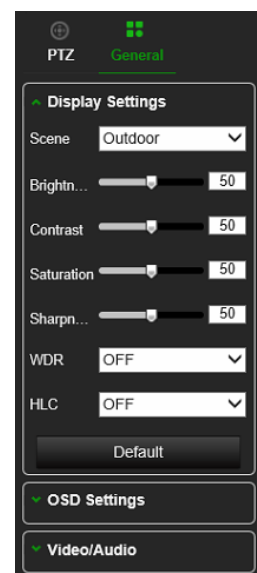 PTZ General
Display Settings
Scene Outdoor
Brightn... 50
Contrast 50
Saturation 50
Sharpn... 50
WDR OFF
HLC OFF
Default
OSD Settings
Video/Audio